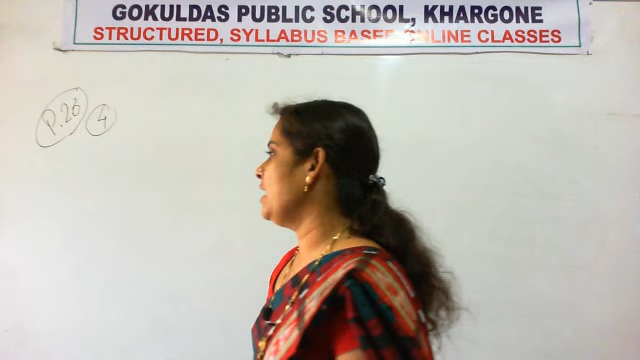 GOKULDAS PUBLIC SCHOOL, KHARGONE
STRUCTURED, SYLLABUS BASED ONLINE CLASSES
P.26 4